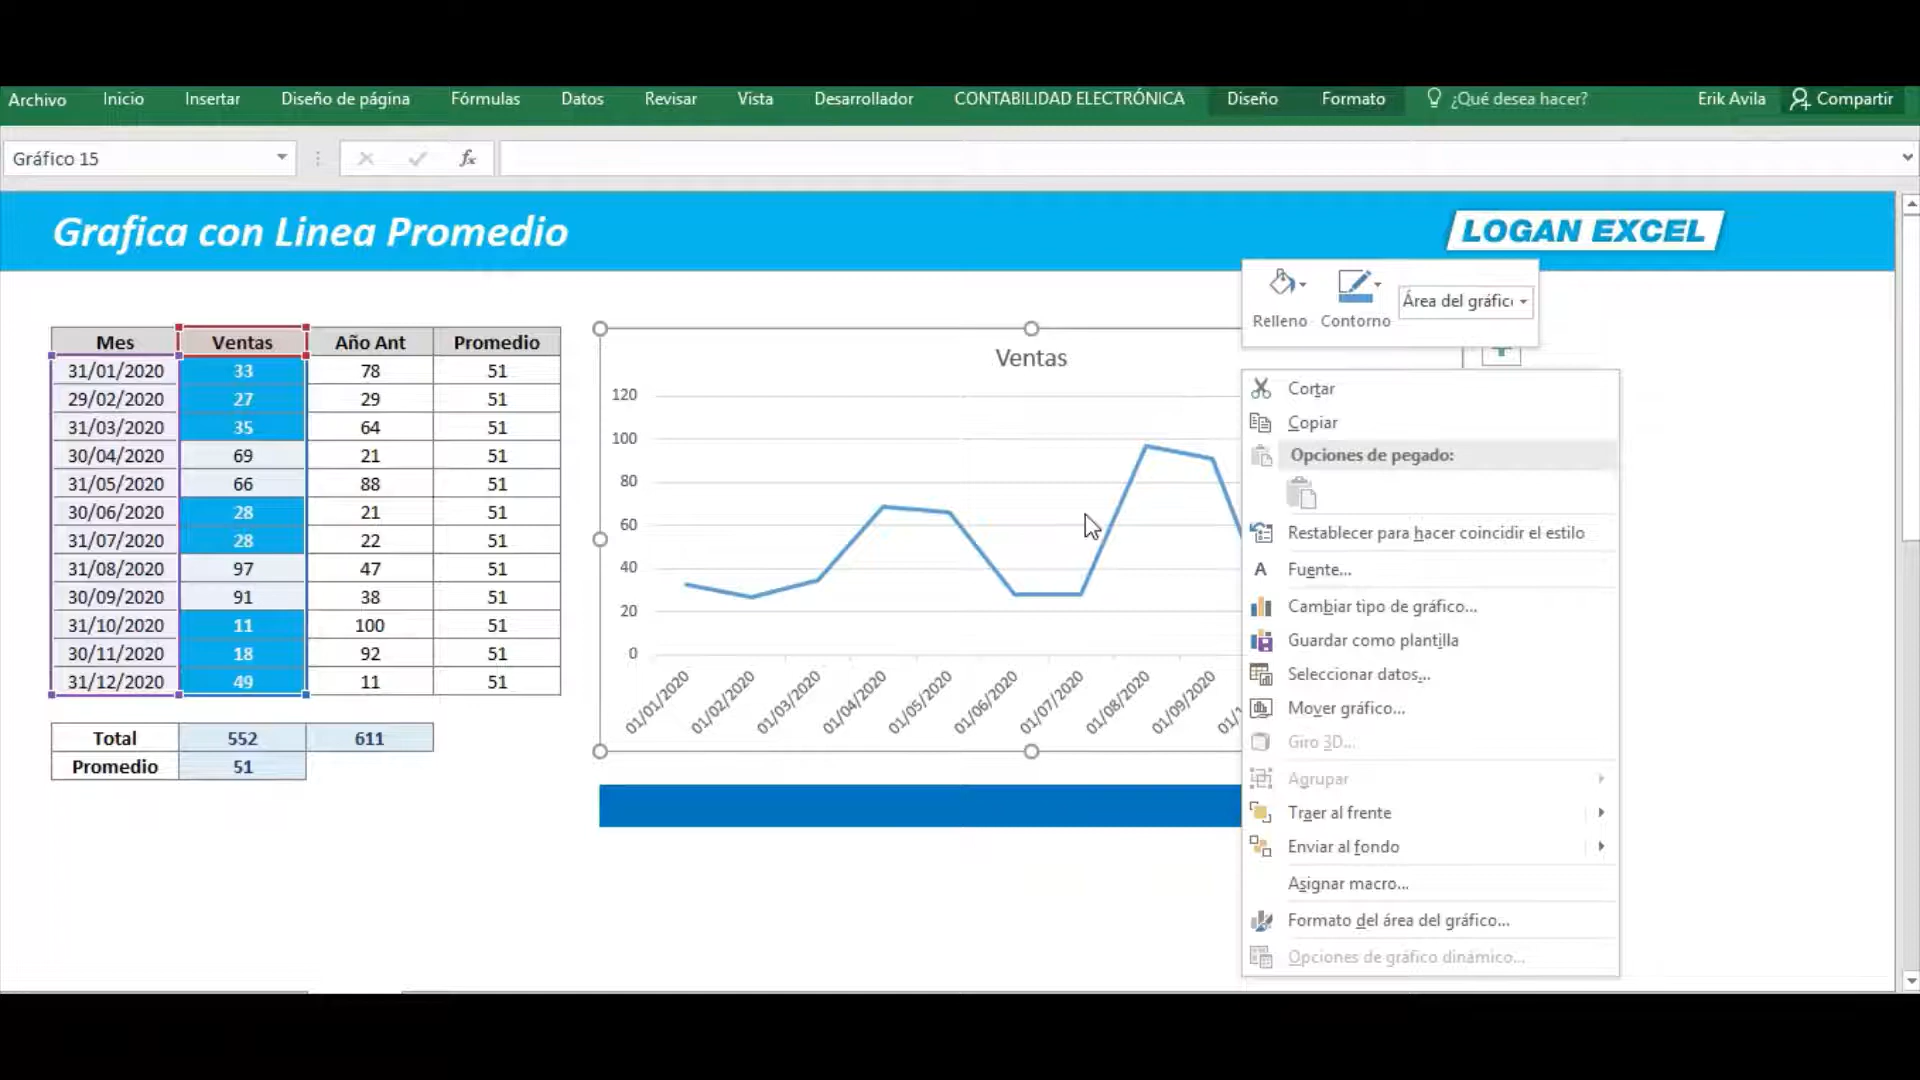 Archivo Inicio Insertar Diseño de página Fórmulas Datos Revisar Vista Desarrollador CONTABILIDAD ELECTRÓNICA Diseño Formato ¿Qué desea hacer? Erik Avila Compartir
Gráfico 15 fx
Grafica con Linea Promedio
LOGAN EXCEL
Mes Ventas Año Ant Promedio
31/01/2020 33 78 51
29/02/2020 27 29 51
31/03/2020 35 64 51
30/04/2020 69 21 51
31/05/2020 66 88 51
30/06/2020 28 21 51
31/07/2020 28 22 51
31/08/2020 97 47 51
30/09/2020 91 38 51
31/10/2020 11 100 51
30/11/2020 18 92 51
31/12/2020 49 11 51
Total 552 611
Promedio 51
Ventas
120
100
80
60
40
20
0
01/01/2020 01/02/2020 01/03/2020 01/04/2020 01/05/2020 01/06/2020 01/07/2020 01/08/2020 01/09/2020
Relleno Contorno Área del gráfic
Cortar
Copiar
Opciones de pegado:
Restablecer para hacer coincidir el estilo
Fuente...
Cambiar tipo de gráfico...
Guardar como plantilla
Seleccionar datos...
Mover gráfico...
Giro 3D...
Agrupar
Traer al frente
Enviar al fondo
Asignar macro...
Formato del área del gráfico...
Opciones de gráfico dinámico...